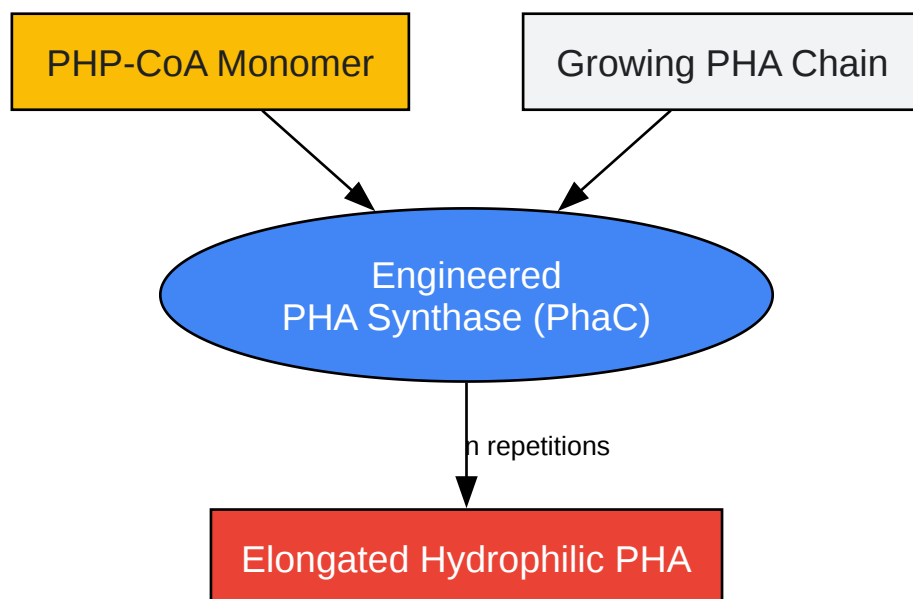 PHP-CoA Monomer
Growing PHA Chain
Engineered
PHA Synthase (PhaC)
n repetitions
Elongated Hydrophilic PHA